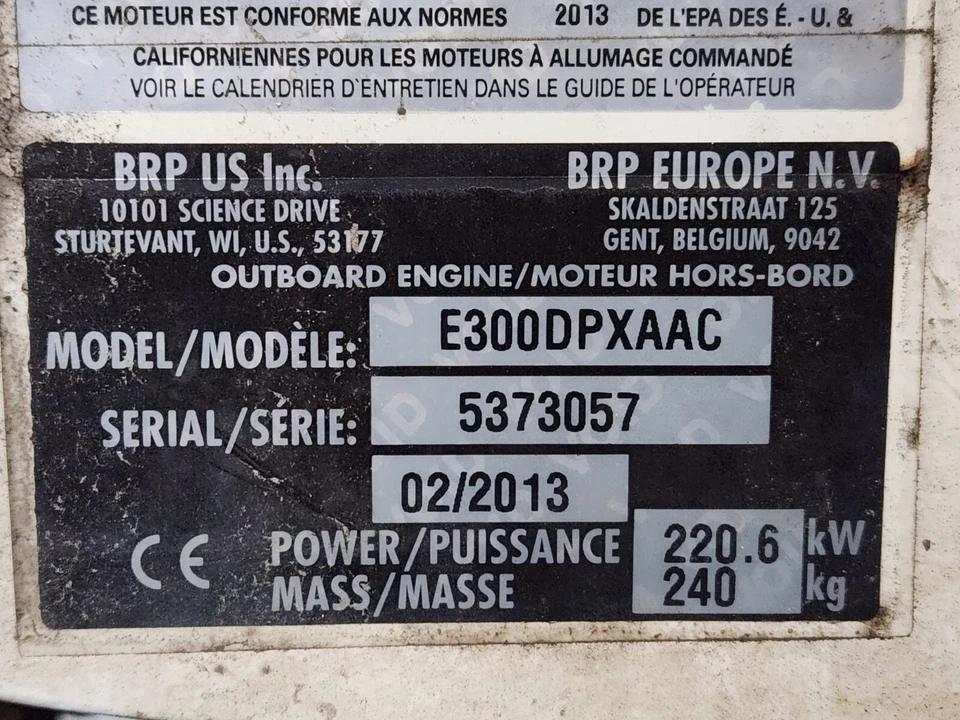 CE MOTEUR EST CONFORME AUX NORMES 2013 DE L'EPA DES É. - U. &
CALIFORNIENNES POUR LES MOTEURS À ALLUMAGE COMMANDÉ
VOIR LE CALENDRIER D'ENTRETIEN DANS LE GUIDE DE L'OPÉRATEUR
BRP US Inc. BRP EUROPE N.V.
10101 SCIENCE DRIVE SKALDENSTRAAT 125
STURTEVANT, WI, U.S., 53177 GENT, BELGIUM, 9042
OUTBOARD ENGINE/MOTEUR HORS-BORD
MODEL/MODÈLE: E300DPXAAC
SERIAL/SÉRIE: 5373057
02/2013
CE POWER/PUISSANCE 220.6 kW
MASS/MASSE 240 kg